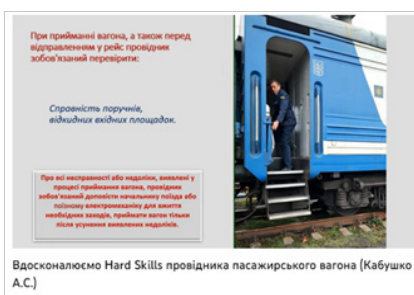 При прийманні вагона, а також перед
відправленням у рейс провідник
зобов'язаний перевірити:
Справність поручнів,
відкидних вхідних площадок.
Про всі несправності або недоліки, виявлені у
процесі приймання вагона, провідник
зобов'язаний доповісти начальнику поїзда або
поїзному електромеханіку для вжиття
необхідних заходів, приймати вагон тільки
після усунення виявлених недоліків.
Вдосконалюємо Hard Skills провідника пасажирського вагона (Кабушко
А.С.)